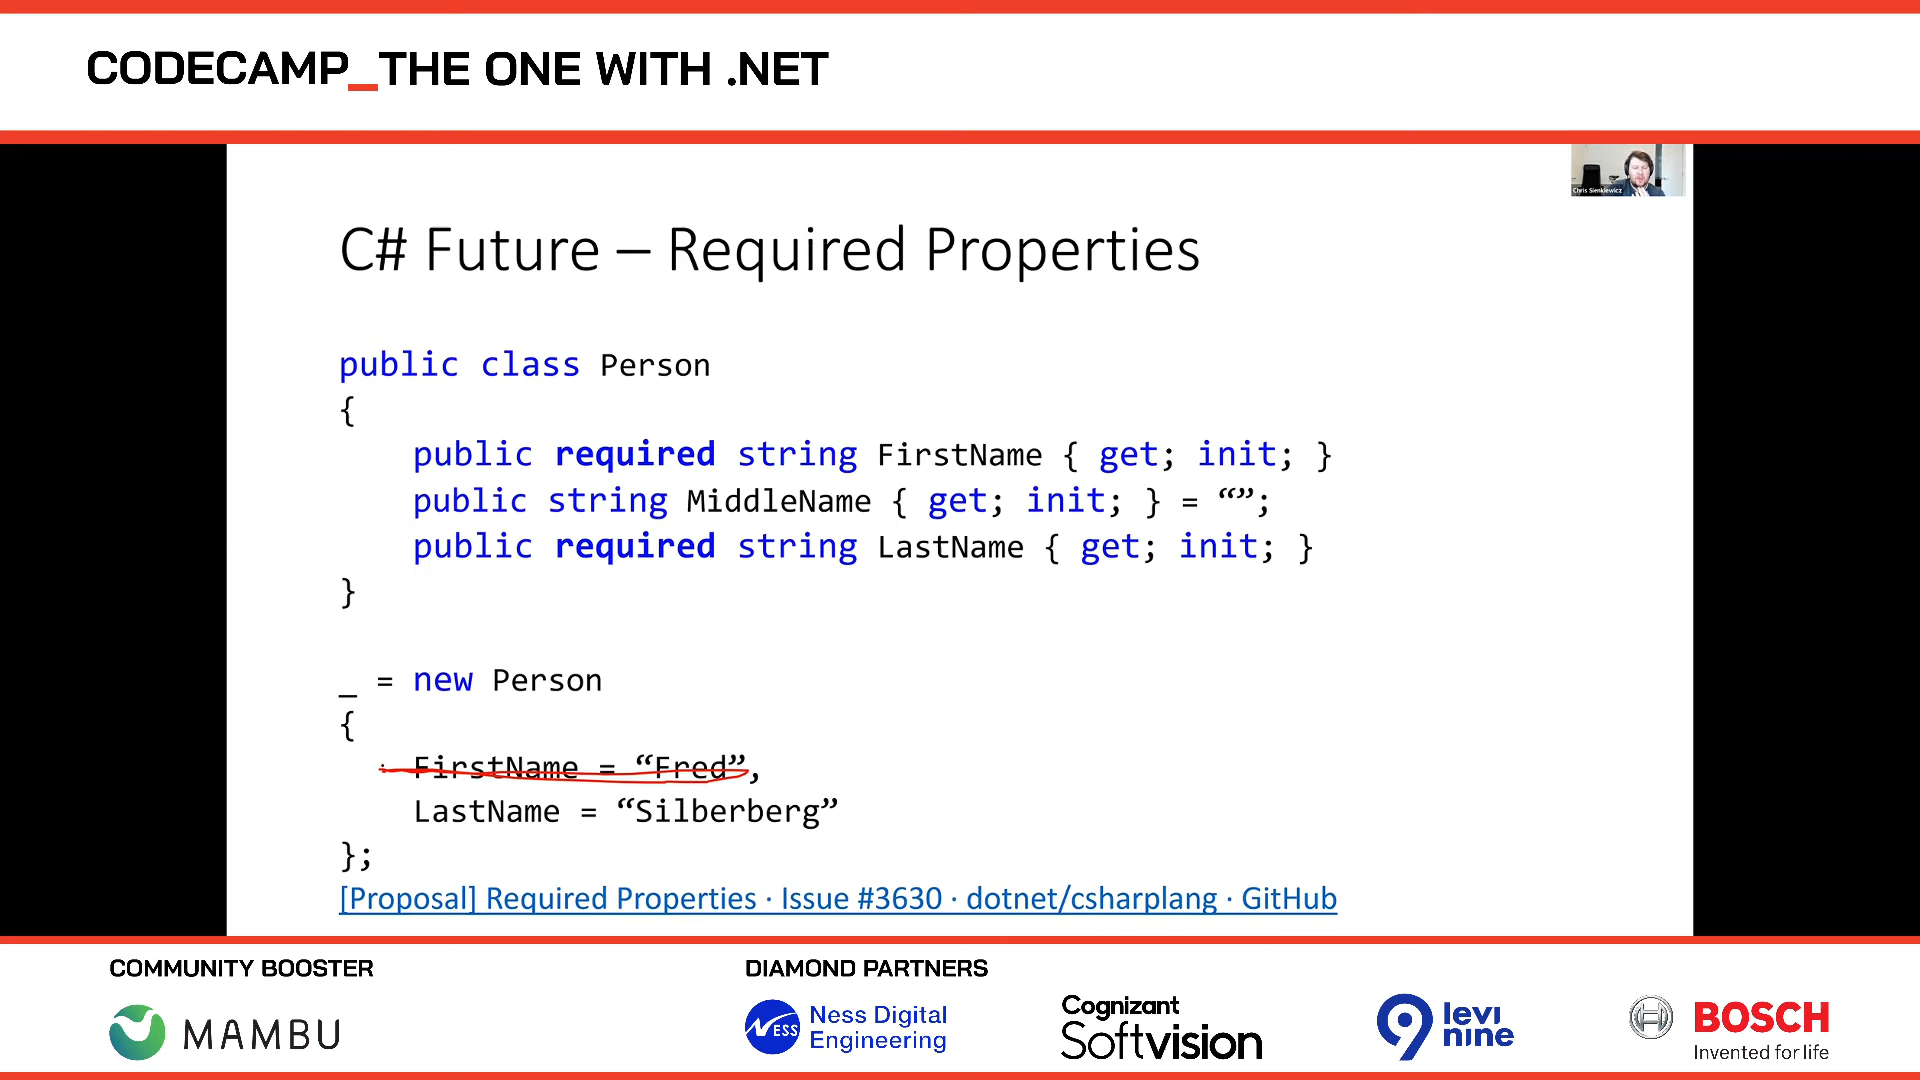 CODECAMP_THE ONE WITH .NET
Chris Sienkiewicz
C# Future – Required Properties
public class Person
{
public required string FirstName { get; init; }
public string MiddleName { get; init; } = “”;
public required string LastName { get; init; }
}
_ = new Person
{
FirstName = “Fred”,
LastName = “Silberberg”
};
[Proposal] Required Properties · Issue #3630 · dotnet/csharplang · GitHub
COMMUNITY BOOSTER
DIAMOND PARTNERS
MAMBU
NESS
Ness Digital
Engineering
Cognizant
Softvision
levi
nine
BOSCH
Invented for life